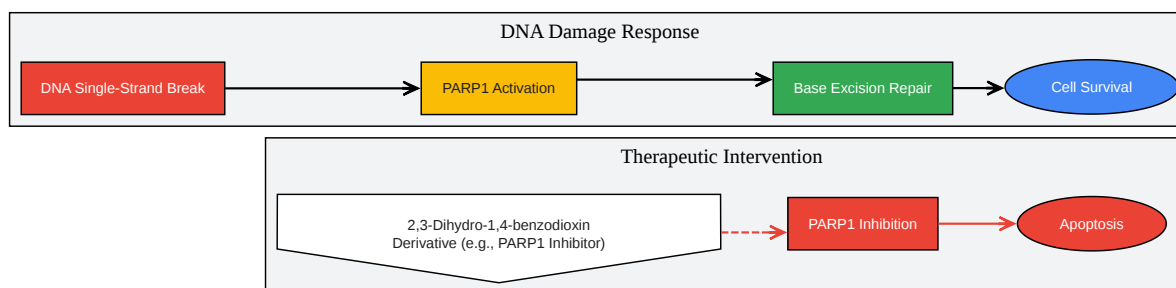 DNA Damage Response
DNA Single-Strand Break
PARP1 Activation
Base Excision Repair
Cell Survival
Therapeutic Intervention
2,3-Dihydro-1,4-benzodioxin
Derivative (e.g., PARP1 Inhibitor)
PARP1 Inhibition
Apoptosis